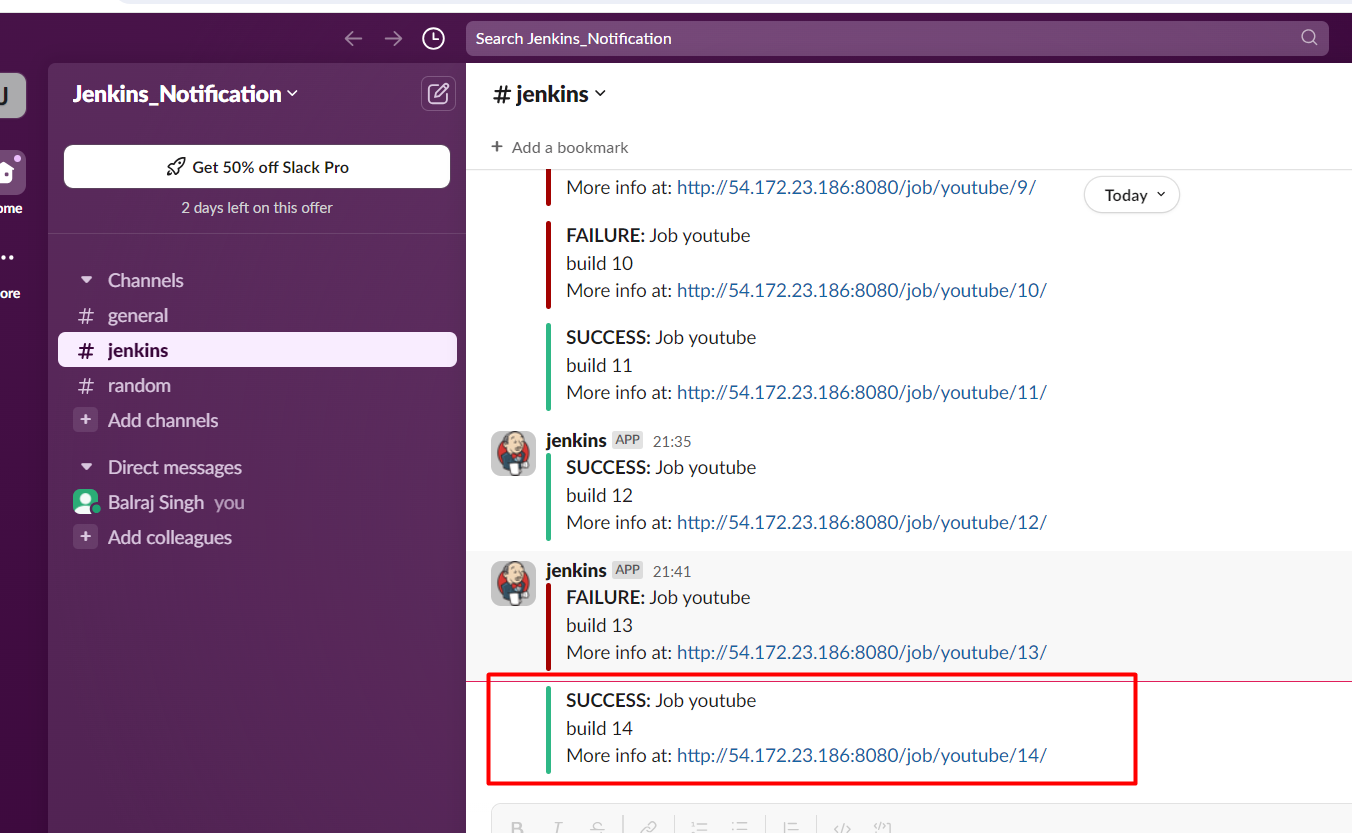 Search Jenkins_Notification
J
Jenkins_Notification
# jenkins
Add a bookmark
Get 50% off Slack Pro
2 days left on this offer
ome
ore
Channels
# general
# jenkins
# random
+ Add channels
Direct messages
Balraj Singh you
+ Add colleagues
More info at: http://54.172.23.186:8080/job/youtube/9/
Today
FAILURE: Job youtube
build 10
More info at: http://54.172.23.186:8080/job/youtube/10/
SUCCESS: Job youtube
build 11
More info at: http://54.172.23.186:8080/job/youtube/11/
jenkins APP 21:35
SUCCESS: Job youtube
build 12
More info at: http://54.172.23.186:8080/job/youtube/12/
jenkins APP 21:41
FAILURE: Job youtube
build 13
More info at: http://54.172.23.186:8080/job/youtube/13/
SUCCESS: Job youtube
build 14
More info at: http://54.172.23.186:8080/job/youtube/14/